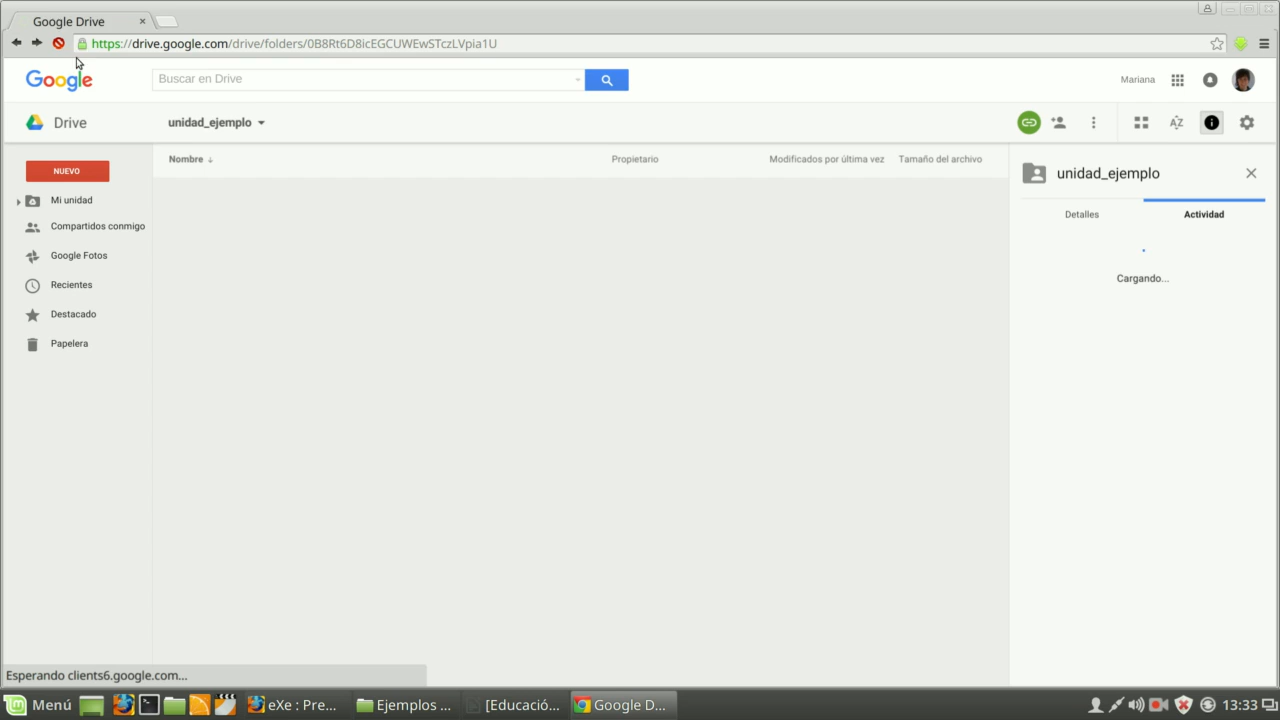 Google Drive
https://drive.google.com/drive/folders/0B8Rt6D8icEGCUWEwSTczLVpia1U
Google
Buscar en Drive
Mariana
Drive
unidad_ejemplo
Nombre
Propietario
Modificados por última vez
Tamaño del archivo
NUEVO
Mi unidad
Compartidos conmigo
Google Fotos
Recientes
Destacado
Papelera
unidad_ejemplo
Detalles
Actividad
Cargando...
Esperando clients6.google.com...
Menú
eXe : Pre...
Ejemplos ...
[Educació...
Google D...
13:33